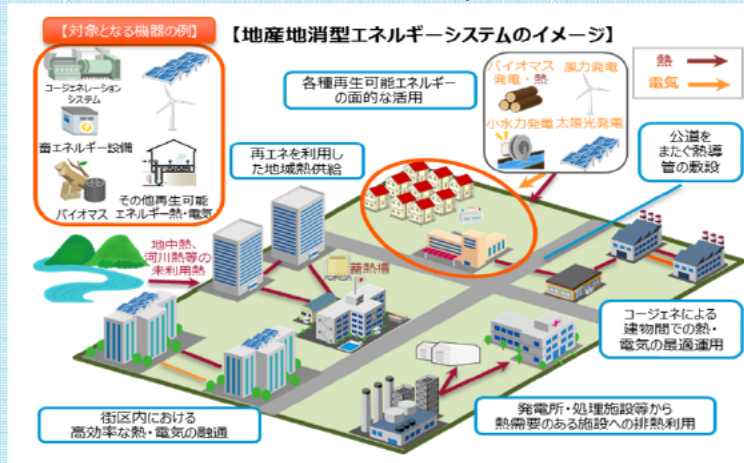 【対象となる機器の例】
【地産地消型エネルギーシステムのイメージ】
コージェネレーション
システム
畜エネルギー設備
バイオマス
その他再生可能
エネルギー熱・電気
各種再生可能エネルギー
の面的な活用
バイオマス
発電・熱
風力発電
小水力発電
太陽光発電
熱
電気
再エネを利用し
た地域熱供給
公道を
またぐ熱導
管の敷設
地中熱、
河川熱等の
未利用熱
蓄熱槽
コージェネによる
建物間での熱・
電気の最適運用
街区内における
高効率な熱・電気の融通
発電所・処理施設等から
熱需要のある施設への排熱利用